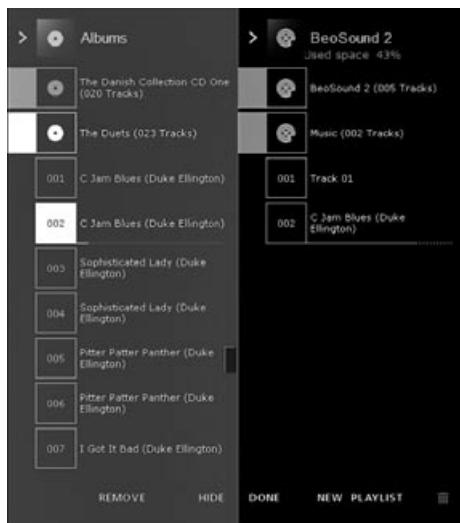 > Albums
The Danish Collection CD One
(020 Tracks)
The Duets (023 Tracks)
001 C Jam Blues (Duke Ellington)
002 C Jam Blues (Duke Ellington)
003 Sophisticated Lady (Duke
Ellington)
004 Sophisticated Lady (Duke
Ellington)
005 Pitter Patter Panther (Duke
Ellington)
006 Pitter Patter Panther (Duke
Ellington)
007 I Got It Bad (Duke Ellington)
REMOVE HIDE
> BeoSound 2
Used space 43%
BeoSound 2 (005 Tracks)
Music (002 Tracks)
001 Track 01
002 C Jam Blues (Duke
Ellington)
DONE NEW PLAYLIST